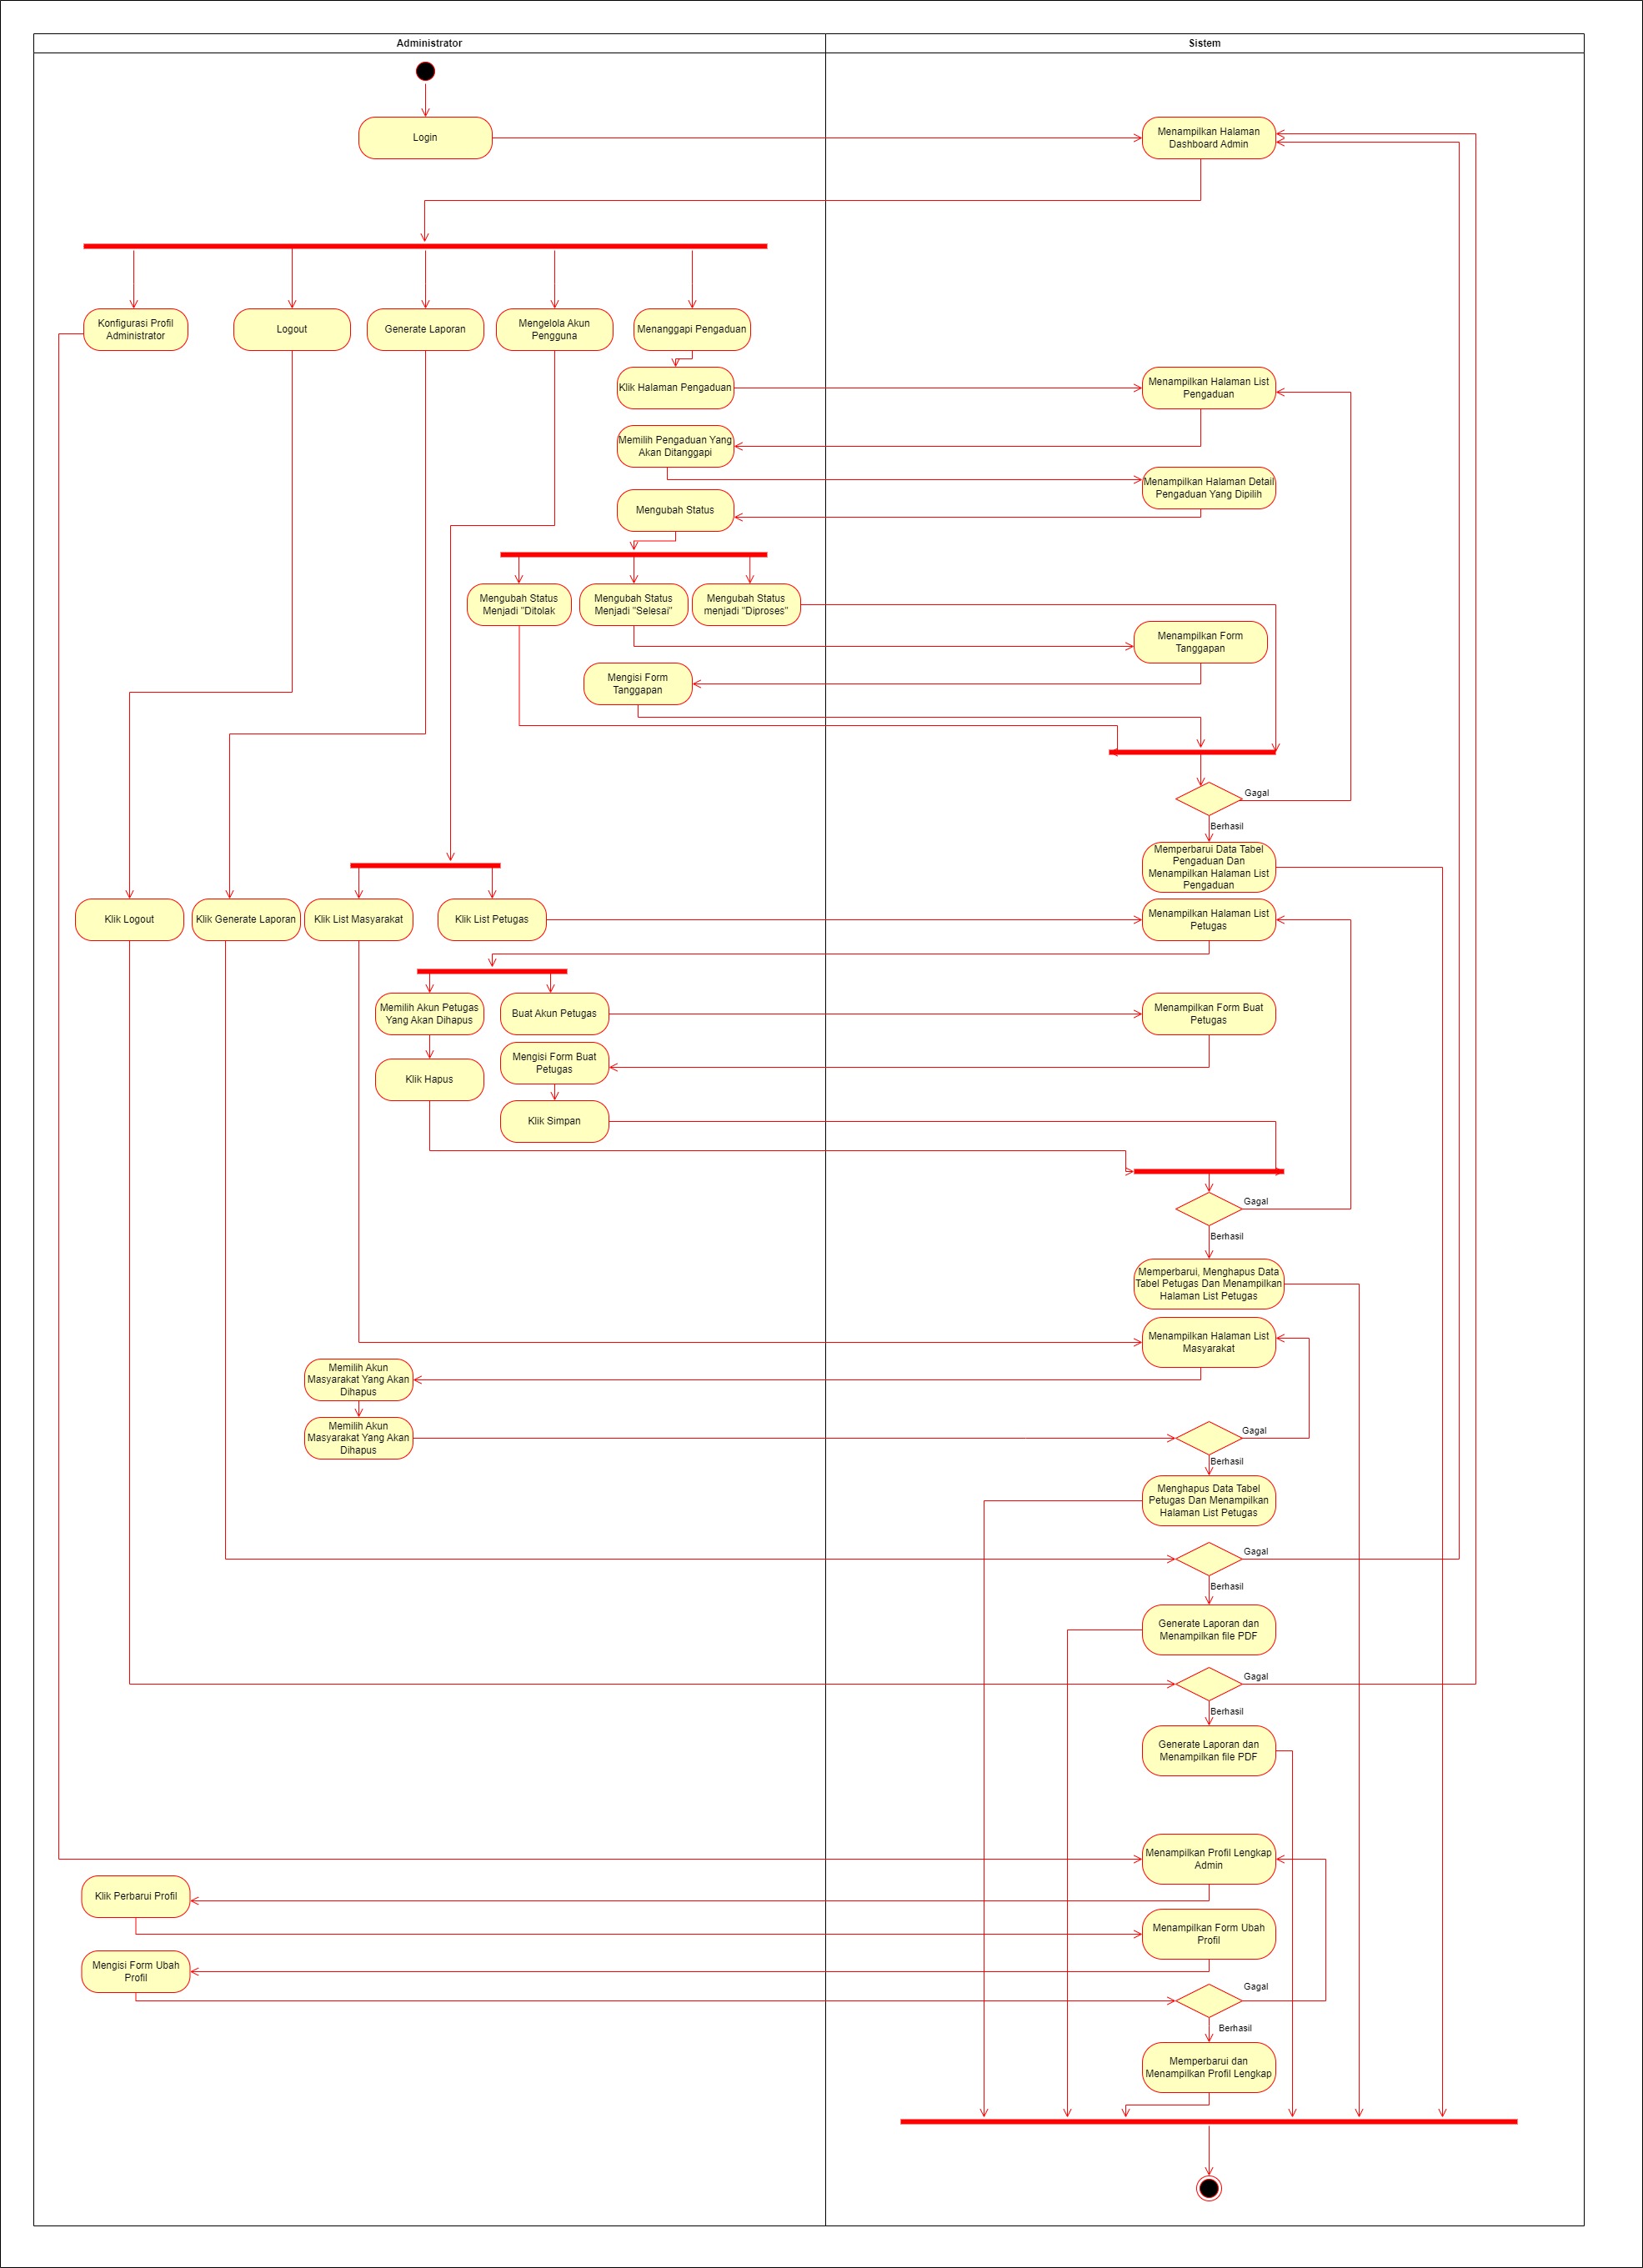 Administrator
Sistem
Login
Menampilkan Halaman
Dashboard Admin
Konfigurasi Profil
Administrator
Logout
Generate Laporan
Mengelola Akun
Pengguna
Menanggapi Pengaduan
Klik Halaman Pengaduan
Menampilkan Halaman List
Pengaduan
Memilih Pengaduan Yang
Akan Ditanggapi
Menampilkan Halaman Detail
Pengaduan Yang Dipilih
Mengubah Status
Mengubah Status
Menjadi "Ditolak
Mengubah Status
Menjadi "Selesai"
Mengubah Status
menjadi "Diproses"
Menampilkan Form
Tanggapan
Mengisi Form
Tanggapan
Gagal
Berhasil
Memperbarui Data Tabel
Pengaduan Dan
Menampilkan Halaman List
Pengaduan
Klik Logout
Klik Generate Laporan
Klik List Masyarakat
Klik List Petugas
Menampilkan Halaman List
Petugas
Memilih Akun Petugas
Yang Akan Dihapus
Buat Akun Petugas
Menampilkan Form Buat
Petugas
Mengisi Form Buat
Petugas
Klik Hapus
Klik Simpan
Gagal
Berhasil
Memperbarui, Menghapus Data
Tabel Petugas Dan Menampilkan
Halaman List Petugas
Menampilkan Halaman List
Masyarakat
Memilih Akun
Masyarakat Yang Akan
Dihapus
Memilih Akun
Masyarakat Yang Akan
Dihapus
Gagal
Berhasil
Menghapus Data Tabel
Petugas Dan Menampilkan
Halaman List Petugas
Gagal
Berhasil
Generate Laporan dan
Menampilkan file PDF
Gagal
Berhasil
Generate Laporan dan
Menampilkan file PDF
Menampilkan Profil Lengkap
Admin
Klik Perbarui Profil
Menampilkan Form Ubah
Profil
Mengisi Form Ubah
Profil
Gagal
Berhasil
Memperbarui dan
Menampilkan Profil Lengkap